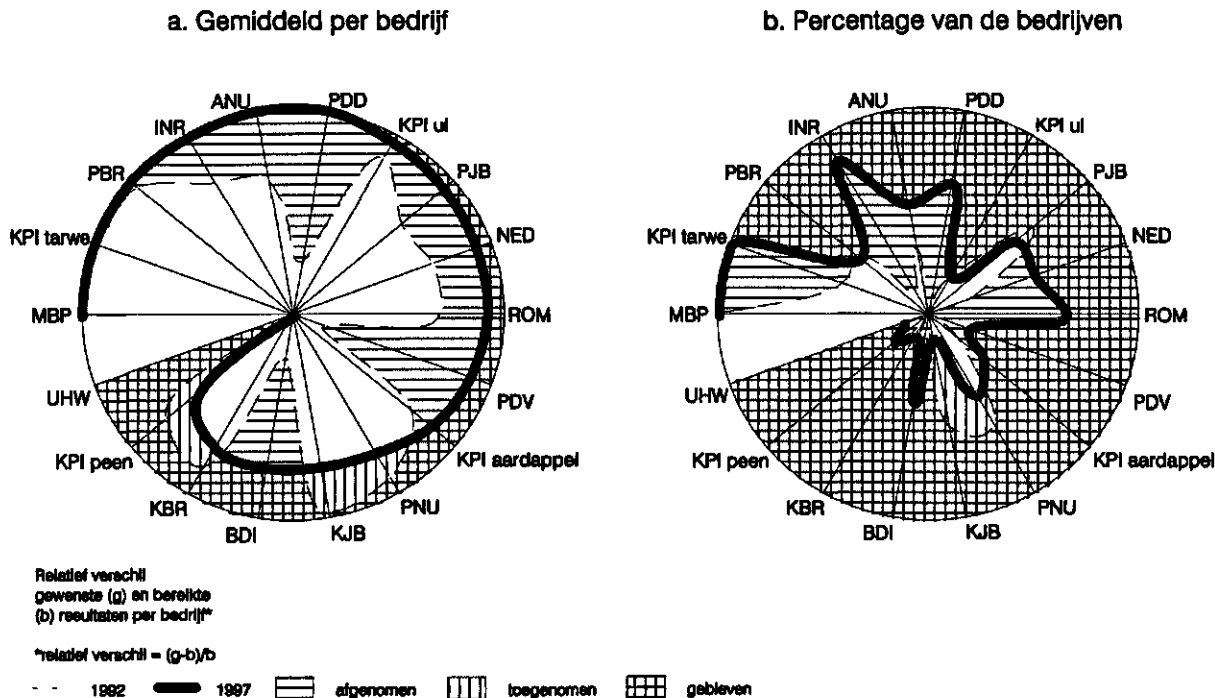 a. Gemiddeld per bedrijf
b. Percentage van de bedrijven
ANU
PDD
INR
KPI ui
PBR
PJB
KPI tarwe
NED
MBP
ROM
UHW
PDV
KPI peen
KPI aardappel
KBR
PNU
BDI
KJB
ANU
PDD
INR
KPI ui
PBR
PJB
KPI tarwe
NED
MBP
ROM
UHW
PDV
KPI peen
KPI aardappel
KBR
PNU
BDI
KJB
Relatief verschil
gewenste (g) en bereikte
(b) resultaten per bedrijf*
*relatief verschil = (g-b)/b
1992 1997 afgenomen toegenomen gebleven